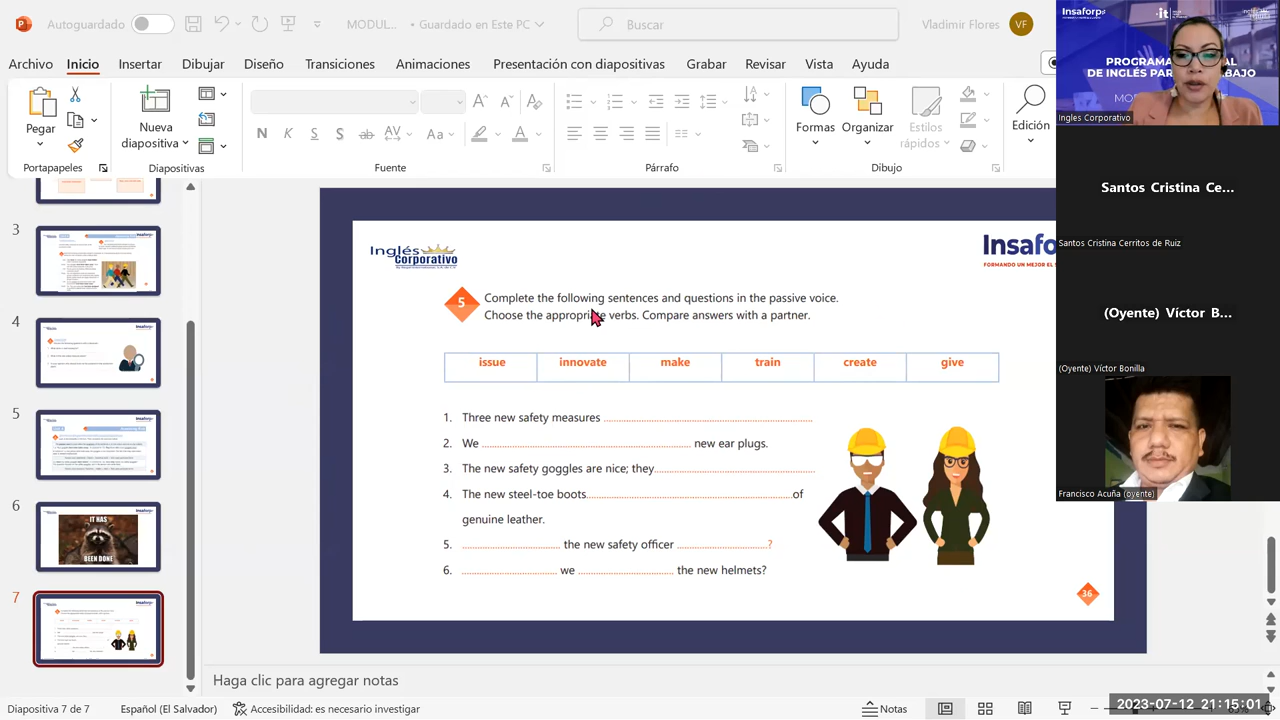 Autoguardado
M... • Guardado en Este PC
Buscar
Vladimir Flores
VF
Archivo Inicio Insertar Dibujar Diseño Transiciones Animaciones Presentación con diapositivas Grabar Revisar Vista Ayuda
Pegar
Nueva diapositiva
Formas
Organizar
Estilos rápidos
Edición
Portapapeles
Diapositivas
Fuente
Párrafo
Dibujo
3
4
5
6
IT HAS
BEEN DONE
7
Inglés
Corporativo
Insafo
FORMANDO UN MEJOR EL S
5
Complete the following sentences and questions in the passive voice.
Choose the appropriate verbs. Compare answers with a partner.
issue innovate make train create give
1. Three new safety measures
2. We new ear plugs.
3. The new safety goggles are nice; they
4. The new steel-toe boots of
genuine leather.
5. the new safety officer ?
6. we the new helmets?
36
Haga clic para agregar notas
Diapositiva 7 de 7
Español (El Salvador)
Accesibilidad: es necesario investigar
Notas
2023-07-12 21:15:01
Insaforp
PROGRAMA AL
DE INGLÉS PAR BAJO
Ingles Corporativo
Santos Cristina Ce...
Santos Cristina Cerritos de Ruiz
(Oyente) Víctor B...
(Oyente) Víctor Bonilla
Francisco Acuña (oyente)